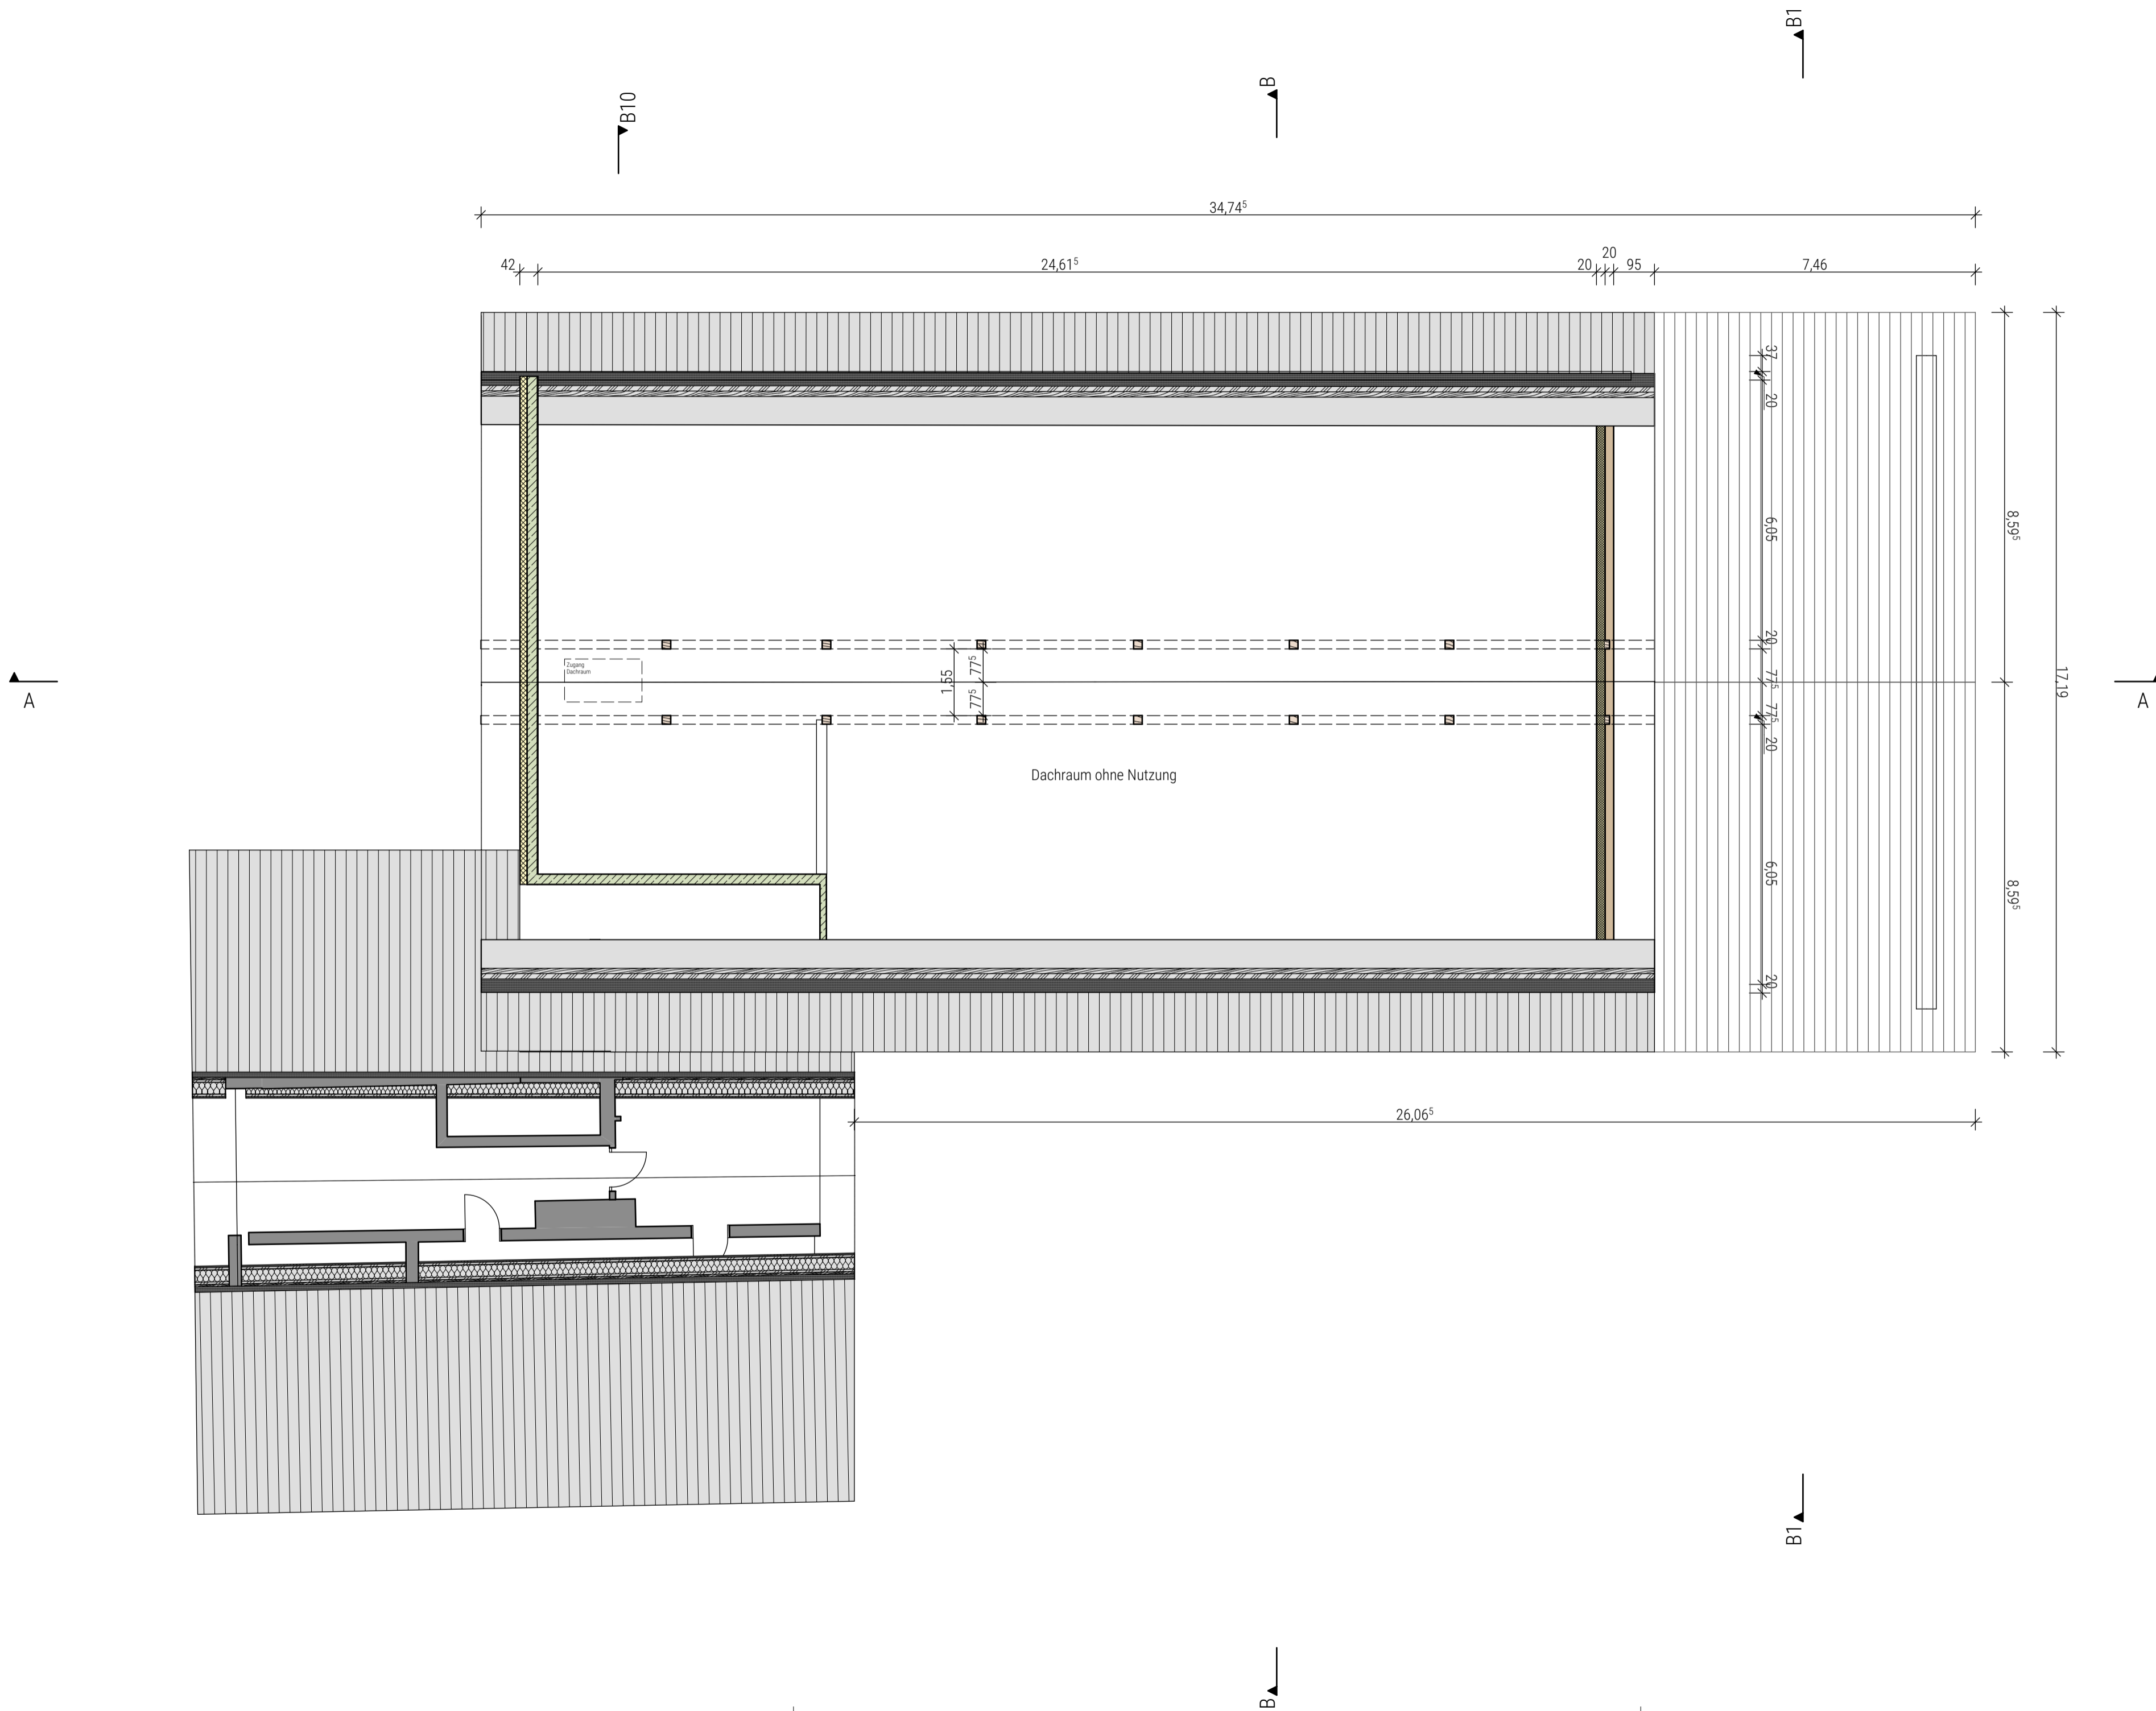 B1
B
B10
34,74⁵
42
24,61⁵
20
20
95
7,46
37
20
6,05
8,59⁵
20
Zugang
Dachraum
1,55
77⁵
77⁵
77⁵
77⁵
17,19
A
A
20
Dachraum ohne Nutzung
6,05
8,59⁵
20
26,06⁵
B1
B